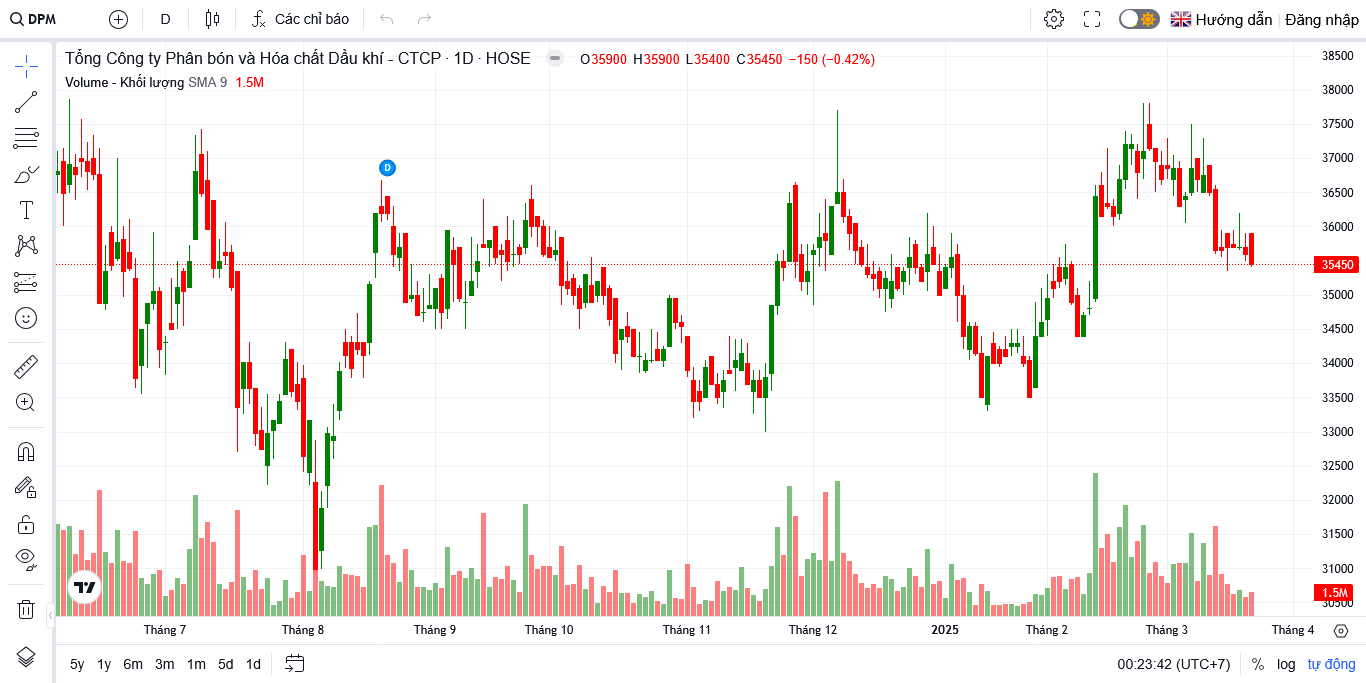 DPM D Các chỉ báo Hướng dẫn Đăng nhập
Tổng Công ty Phân bón và Hóa chất Dầu khí - CTCP · 1D · HOSE O35900 H35900 L35400 C35450 −150 (−0.42%)
Volume - Khối lượng SMA 9 1.5M
D
38500
38000
37500
37000
36500
36000
35450
35000
34500
34000
33500
33000
32500
32000
31500
31000
1.5M
30500
Tháng 7 Tháng 8 Tháng 9 Tháng 10 Tháng 11 Tháng 12 2025 Tháng 2 Tháng 3 Tháng 4
5y 1y 6m 3m 1m 5d 1d 00:23:42 (UTC+7) % log tự động